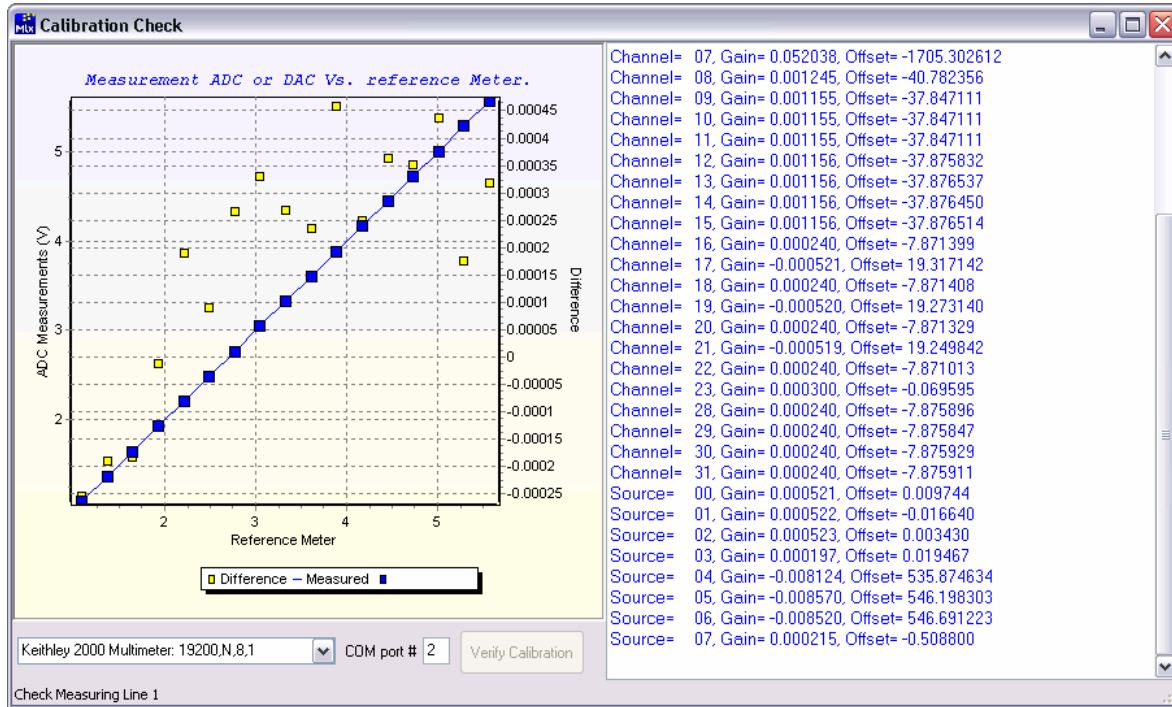 Mlx Calibration Check
Measurement ADC or DAC Vs. reference Meter.
ADC Measurements (V)
5
4
3
2
0.00045
0.0004
0.00035
0.0003
0.00025
0.0002
0.00015
0.0001
0.00005
0
-0.00005
-0.0001
-0.00015
-0.0002
-0.00025
Difference
2 3 4 5
Reference Meter
Difference Measured
Keithley 2000 Multimeter: 19200,N,8,1 COM port # 2 Verify Calibration
Check Measuring Line 1
Channel= 07, Gain= 0.052038, Offset= -1705.302612
Channel= 08, Gain= 0.001245, Offset= -40.782356
Channel= 09, Gain= 0.001155, Offset= -37.847111
Channel= 10, Gain= 0.001155, Offset= -37.847111
Channel= 11, Gain= 0.001155, Offset= -37.847111
Channel= 12, Gain= 0.001156, Offset= -37.875832
Channel= 13, Gain= 0.001156, Offset= -37.876537
Channel= 14, Gain= 0.001156, Offset= -37.876450
Channel= 15, Gain= 0.001156, Offset= -37.876514
Channel= 16, Gain= 0.000240, Offset= -7.871399
Channel= 17, Gain= -0.000521, Offset= 19.317142
Channel= 18, Gain= 0.000240, Offset= -7.871408
Channel= 19, Gain= -0.000520, Offset= 19.273140
Channel= 20, Gain= 0.000240, Offset= -7.871329
Channel= 21, Gain= -0.000519, Offset= 19.249842
Channel= 22, Gain= 0.000240, Offset= -7.871013
Channel= 23, Gain= 0.000300, Offset= -0.069595
Channel= 28, Gain= 0.000240, Offset= -7.875896
Channel= 29, Gain= 0.000240, Offset= -7.875847
Channel= 30, Gain= 0.000240, Offset= -7.875929
Channel= 31, Gain= 0.000240, Offset= -7.875911
Source= 00, Gain= 0.000521, Offset= 0.009744
Source= 01, Gain= 0.000522, Offset= -0.016640
Source= 02, Gain= 0.000523, Offset= 0.003430
Source= 03, Gain= 0.000197, Offset= 0.019467
Source= 04, Gain= -0.008124, Offset= 535.874634
Source= 05, Gain= -0.008570, Offset= 546.198303
Source= 06, Gain= -0.008520, Offset= 546.691223
Source= 07, Gain= 0.000215, Offset= -0.508800